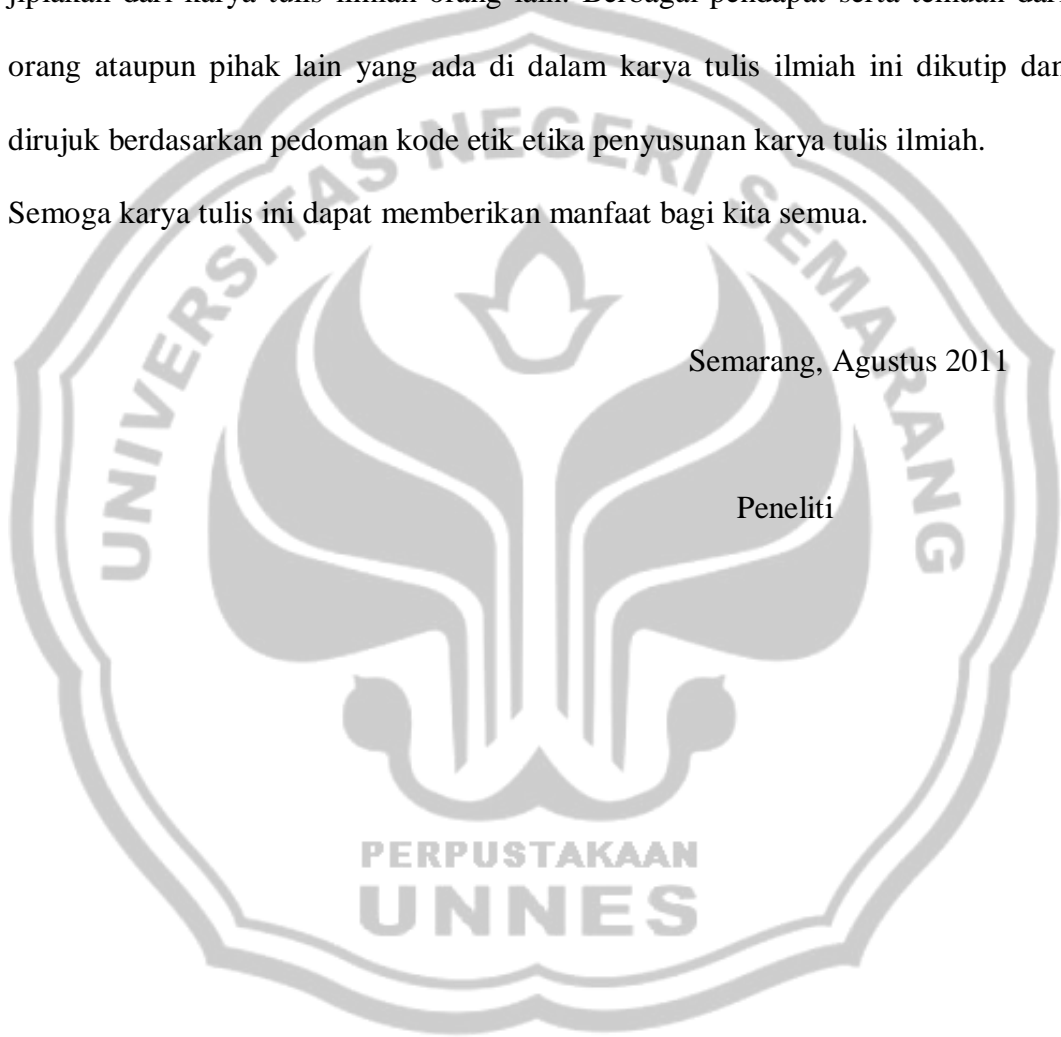 jiplakan dari karya tulis ilmiah orang lain. Berbagai pendapat serta temuan dari
orang ataupun pihak lain yang ada di dalam karya tulis ilmiah ini dikutip dan
dirujuk berdasarkan pedoman kode etik etika penyusunan karya tulis ilmiah.
Semoga karya tulis ini dapat memberikan manfaat bagi kita semua.
Semarang, Agustus 2011
Peneliti
UNIVERSITAS NEGERI SEMARANG
PERPUSTAKAAN
UNNES